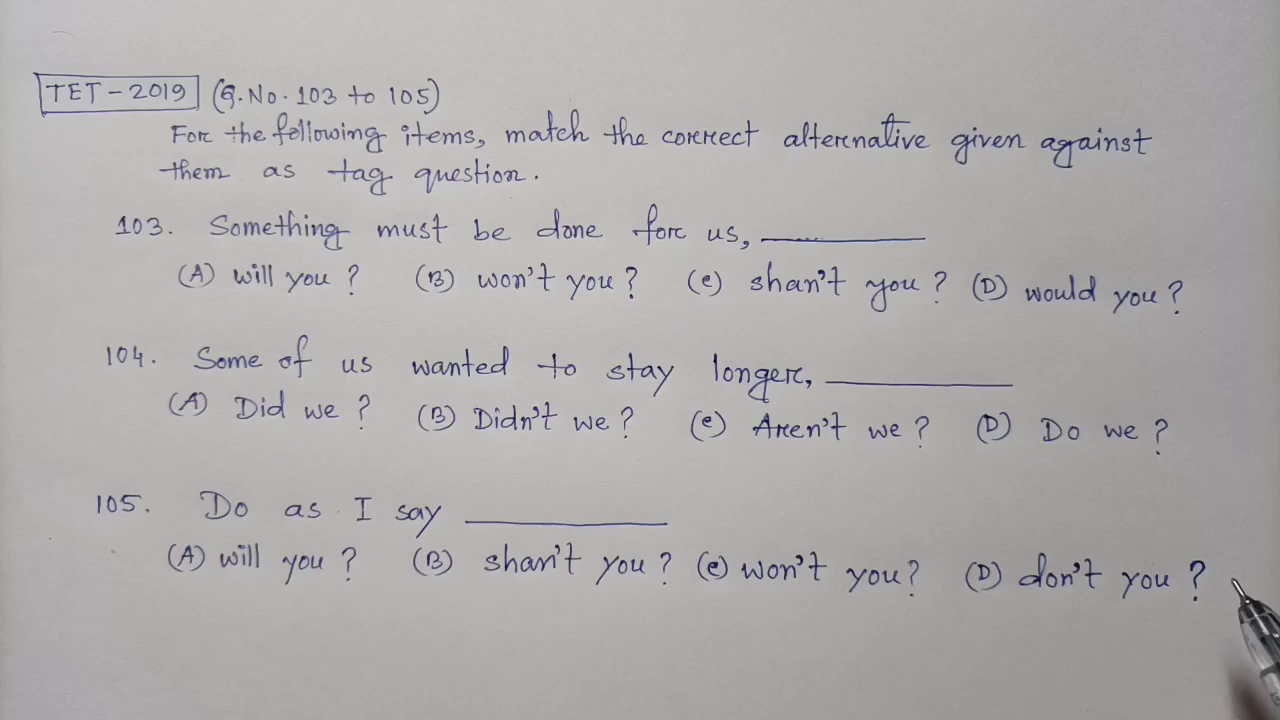 TET - 2019 (Q.No. 103 to 105)
For the following items, match the correct alternative given against
them as tag question.
103. Something must be done for us, ________
(A) will you? (B) won't you? (C) shan't you? (D) would you?
104. Some of us wanted to stay longer, ________
(A) Did we? (B) Didn't we? (C) Aren't we? (D) Do we?
105. Do as I say ________
(A) will you? (B) shan't you? (C) won't you? (D) don't you?